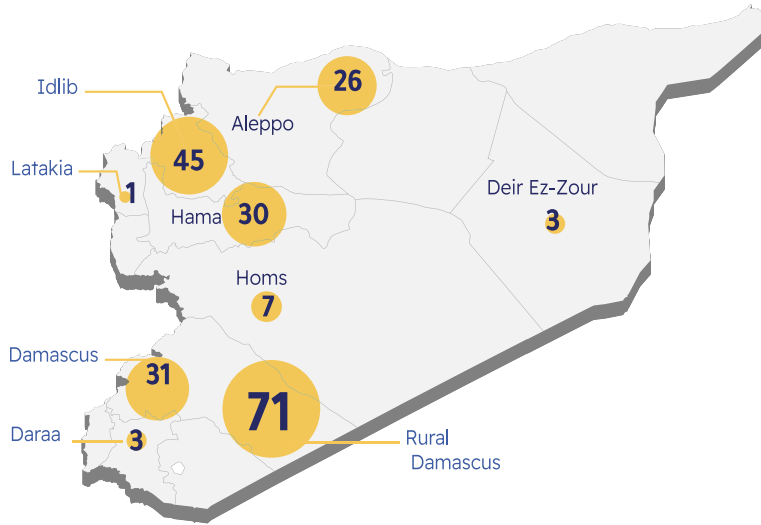 Idlib
26
Aleppo
45
Latakia
1
Deir Ez-Zour
3
Hama
30
Homs
7
Damascus
31
71
Daraa
3
Rural
Damascus